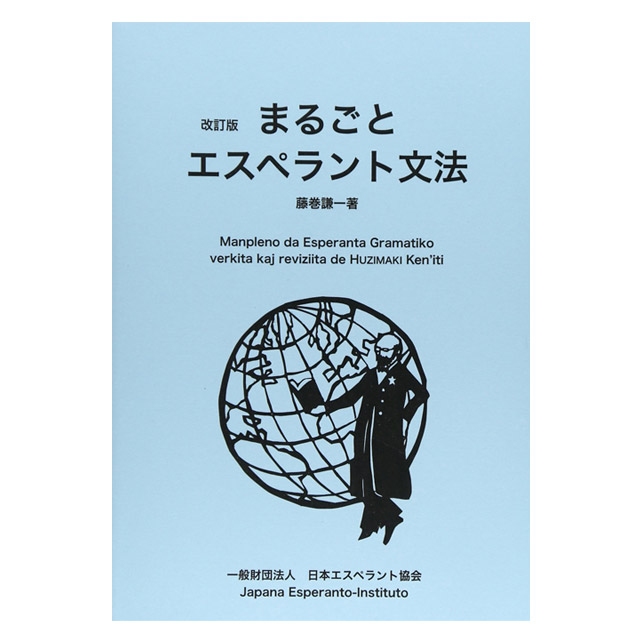 改訂版 まるごと
エスペラント文法
藤巻謙一著
Manpleno da Esperanta Gramatiko
verkita kaj reviziita de HUZIMAKI Ken'iti
一般財団法人 日本エスペラント協会
Japana Esperanto-Instituto